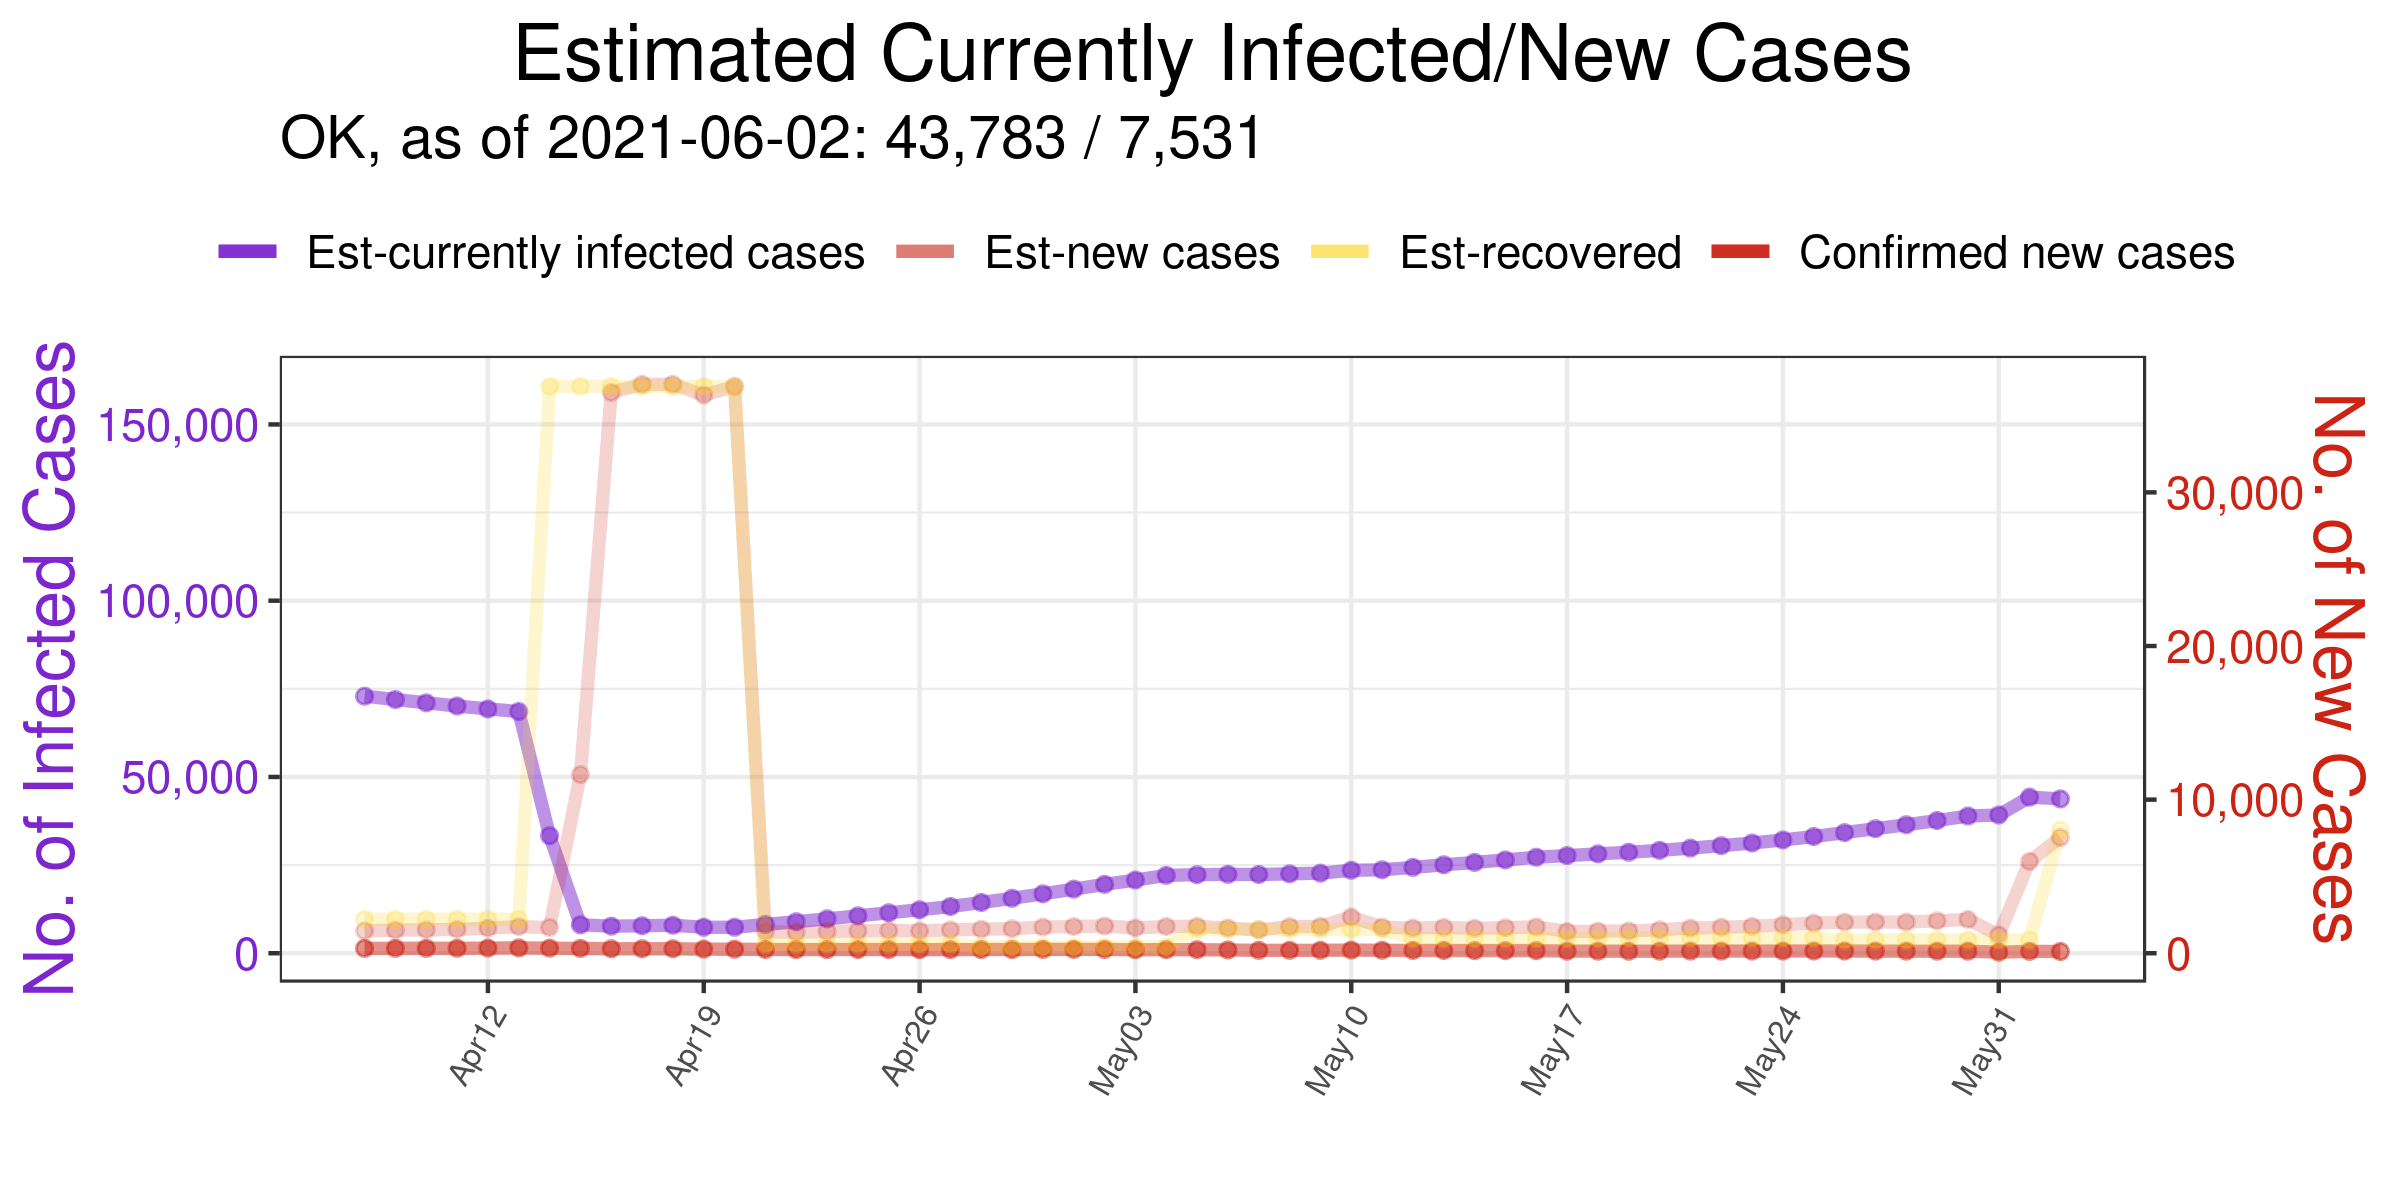 Estimated Currently Infected/New Cases
OK, as of 2021-06-02: 43,783 / 7,531
Est-currently infected cases Est-new cases Est-recovered Confirmed new cases
No. of Infected Cases
150,000
100,000
50,000
0
30,000
20,000
10,000
0
No. of New Cases
Apr12 Apr19 Apr26 May03 May10 May17 May24 May31